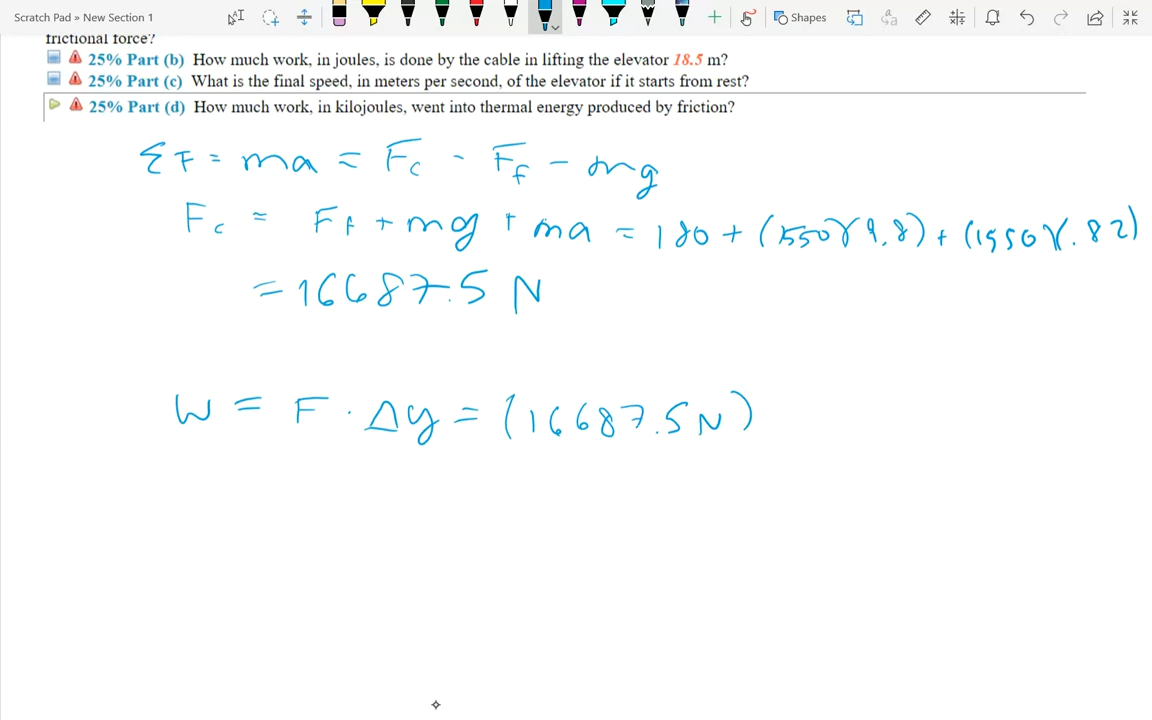 Scratch Pad » New Section 1
Shapes
frictional force?
25% Part (b) How much work, in joules, is done by the cable in lifting the elevator 18.5 m?
25% Part (c) What is the final speed, in meters per second, of the elevator if it starts from rest?
25% Part (d) How much work, in kilojoules, went into thermal energy produced by friction?
ΣF = ma = Fc - Ff - mg
Fc = Ff + mg + ma = 180 + (1550)(9.8) + (1550)(.82)
= 16687.5 N
W = F · Δy = (16687.5 N)